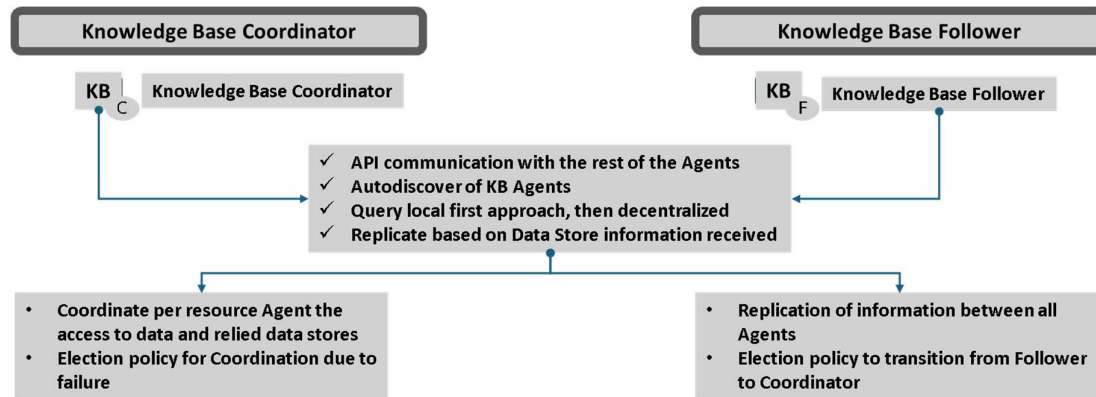 Knowledge Base Coordinator
Knowledge Base Follower
KB
C
Knowledge Base Coordinator
KB
F
Knowledge Base Follower
✓ API communication with the rest of the Agents
✓ Autodiscover of KB Agents
✓ Query local first approach, then decentralized
✓ Replicate based on Data Store information received
• Coordinate per resource Agent the
access to data and relied data stores
• Election policy for Coordination due to
failure
• Replication of information between all
Agents
• Election policy to transition from Follower
to Coordinator